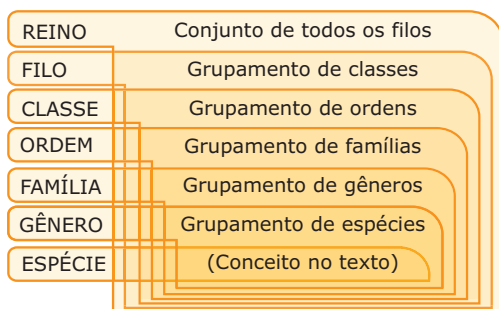 REINO Conjunto de todos os filos
FILO Grupamento de classes
CLASSE Grupamento de ordens
ORDEM Grupamento de famílias
FAMÍLIA Grupamento de gêneros
GÊNERO Grupamento de espécies
ESPÉCIE (Conceito no texto)